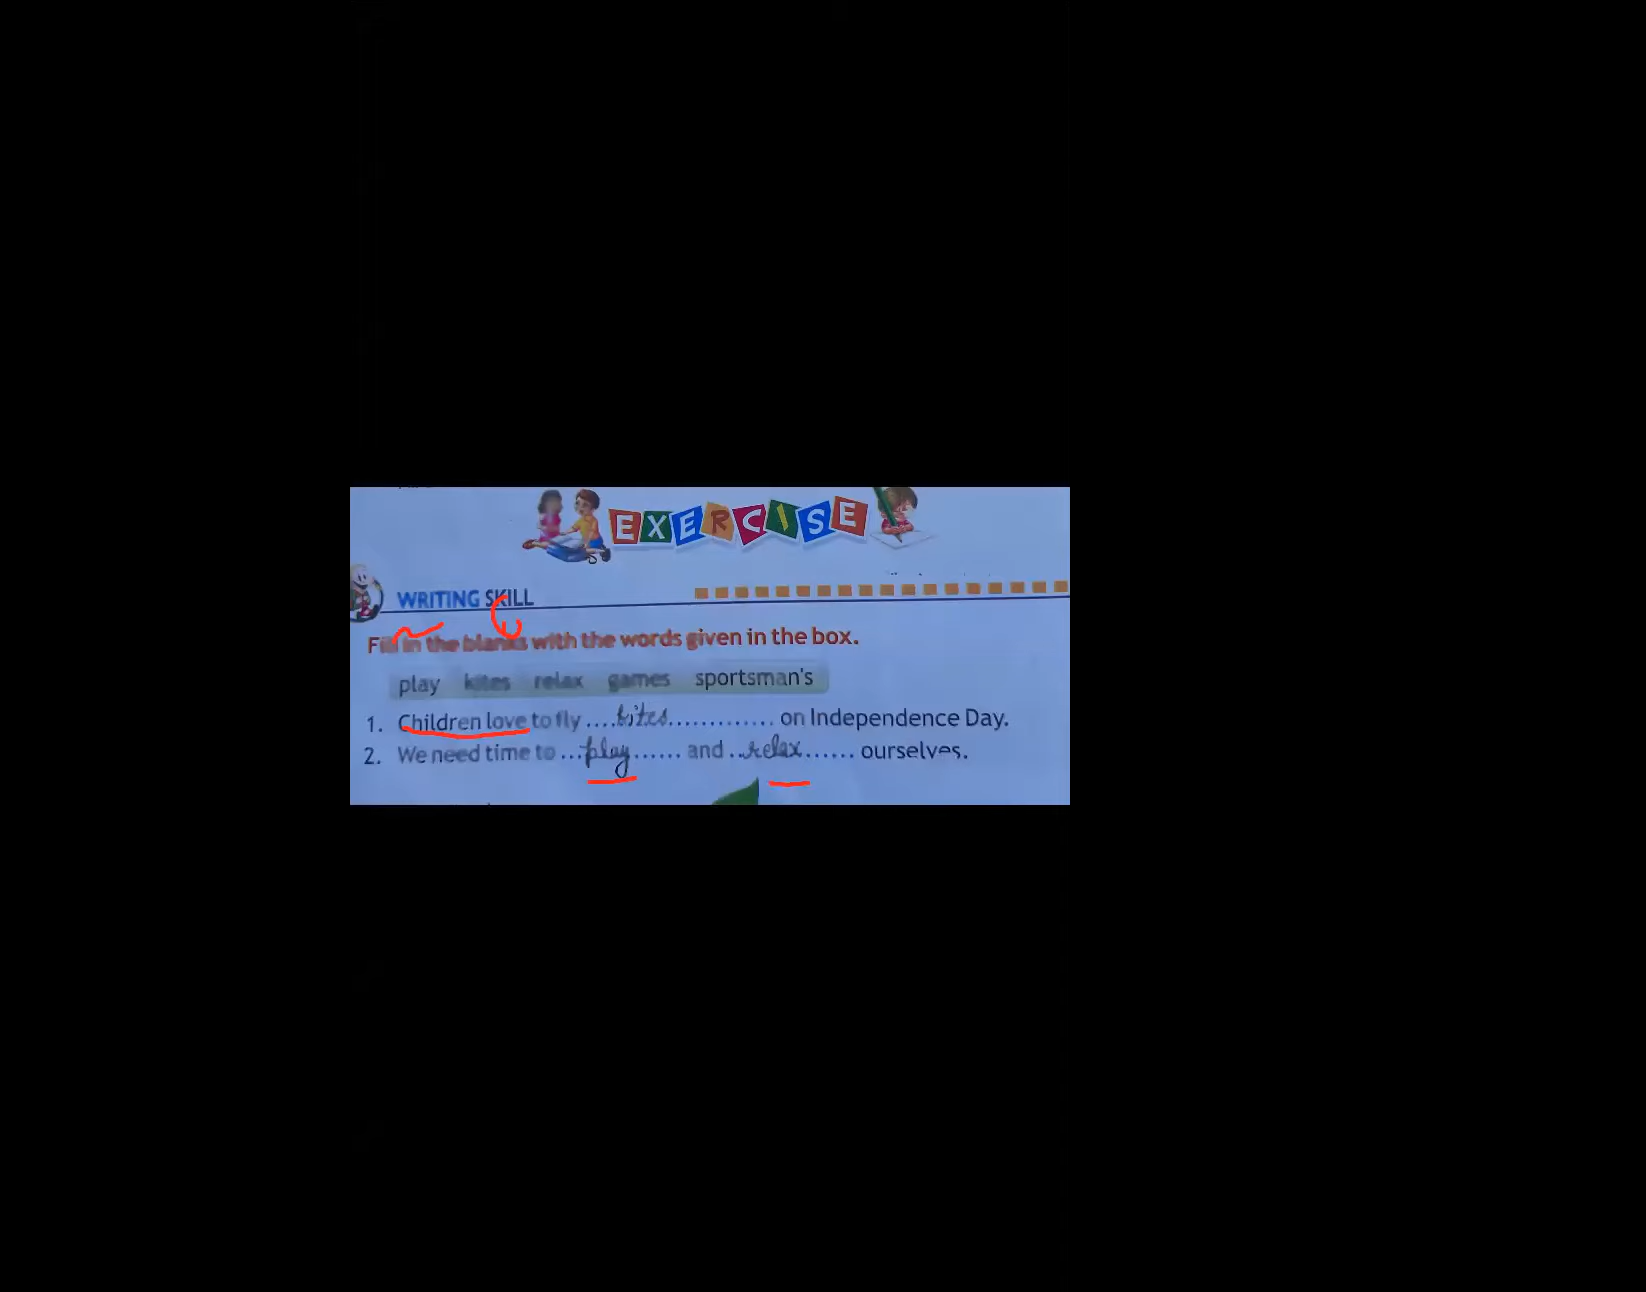 EXERCISE
WRITING SKILL
Fill in the blanks with the words given in the box.
play kites relax games sportsman's
1. Children love to fly ....kites............. on Independence Day.
2. We need time to ...play...... and ..relax...... ourselves.